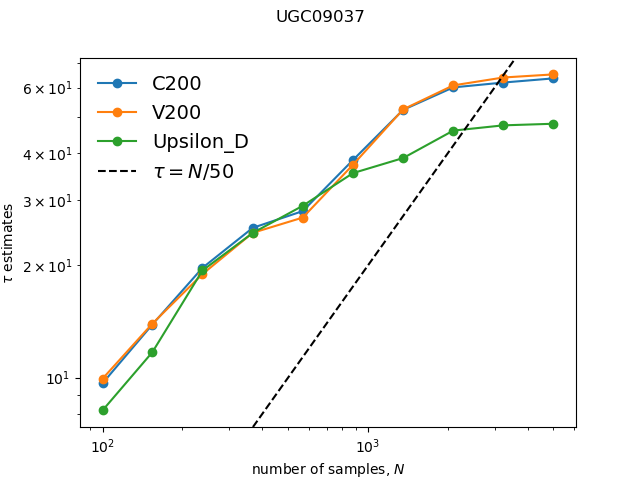 UGC09037
C200
V200
Upsilon_D
τ = N/50
6 × 10¹
4 × 10¹
3 × 10¹
2 × 10¹
10¹
τ estimates
10² 10³
number of samples, N